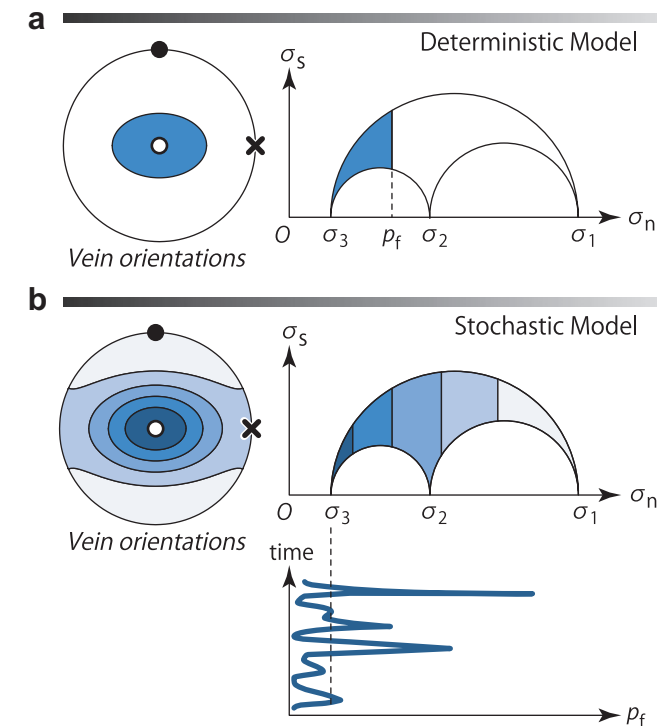 a
Deterministic Model
σs
O σ3 pf σ2 σ1 σn
Vein orientations
b
Stochastic Model
σs
O σ3 σ2 σ1 σn
Vein orientations
time
pf